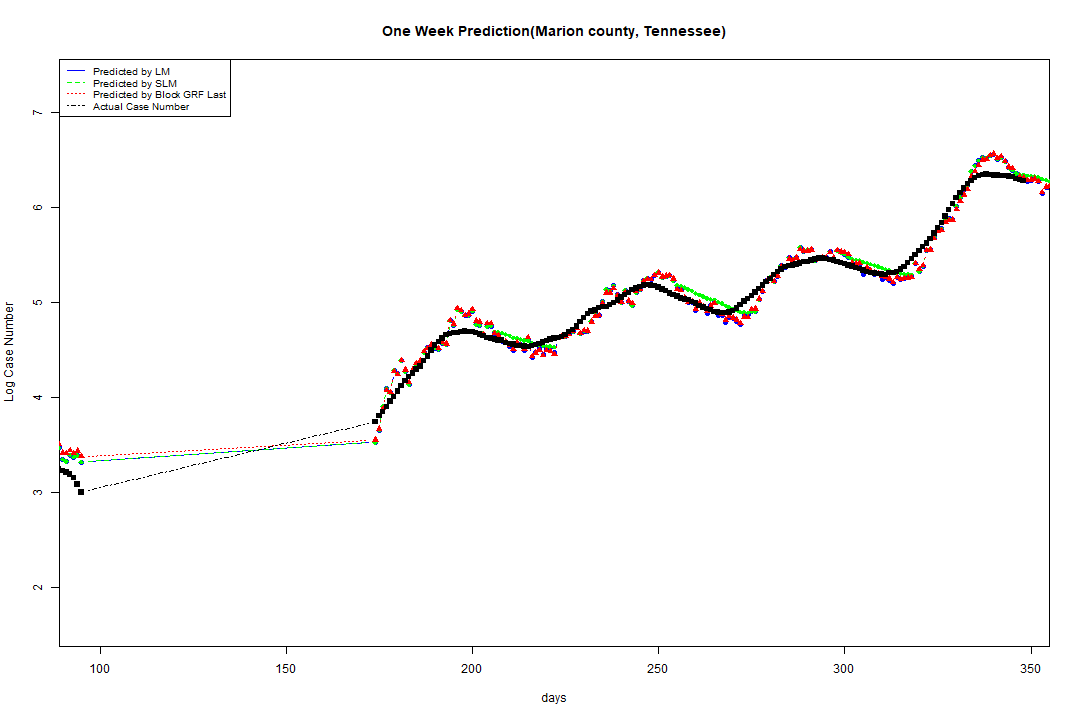 One Week Prediction(Marion county, Tennessee)
Predicted by LM
Predicted by SLM
Predicted by Block GRF Last
Actual Case Number
7
6
5
4
3
2
Log Case Number
100 150 200 250 300 350
days